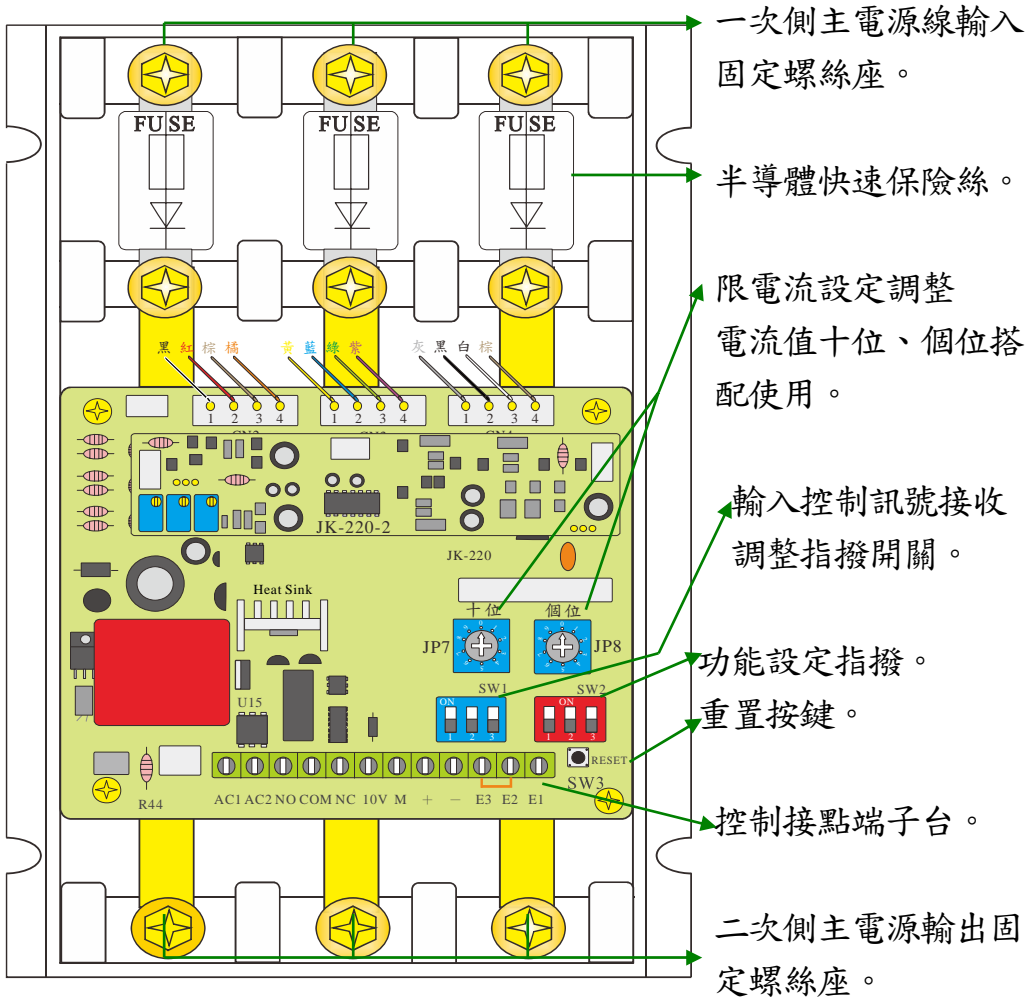 一次側主電源線輸入
固定螺絲座。
FUSE FUSE FUSE
半導體快速保險絲。
限電流設定調整
電流值十位、個位搭
配使用。
黑 紅 棕 橘 黃 藍 綠 紫 灰 黑 白 棕
1 2 3 4 1 2 3 4 1 2 3 4
JK-220-2
JK-220
輸入控制訊號接收
調整指撥開關。
Heat Sink
十位 個位
JP7 JP8
功能設定指撥。
SW1 SW2
ON ON
1 2 3 1 2 3
U15
重置按鍵。
RESET
SW3
R44
AC1 AC2 NO COM NC 10V M + − E3 E2 E1
控制接點端子台。
二次側主電源輸出固
定螺絲座。